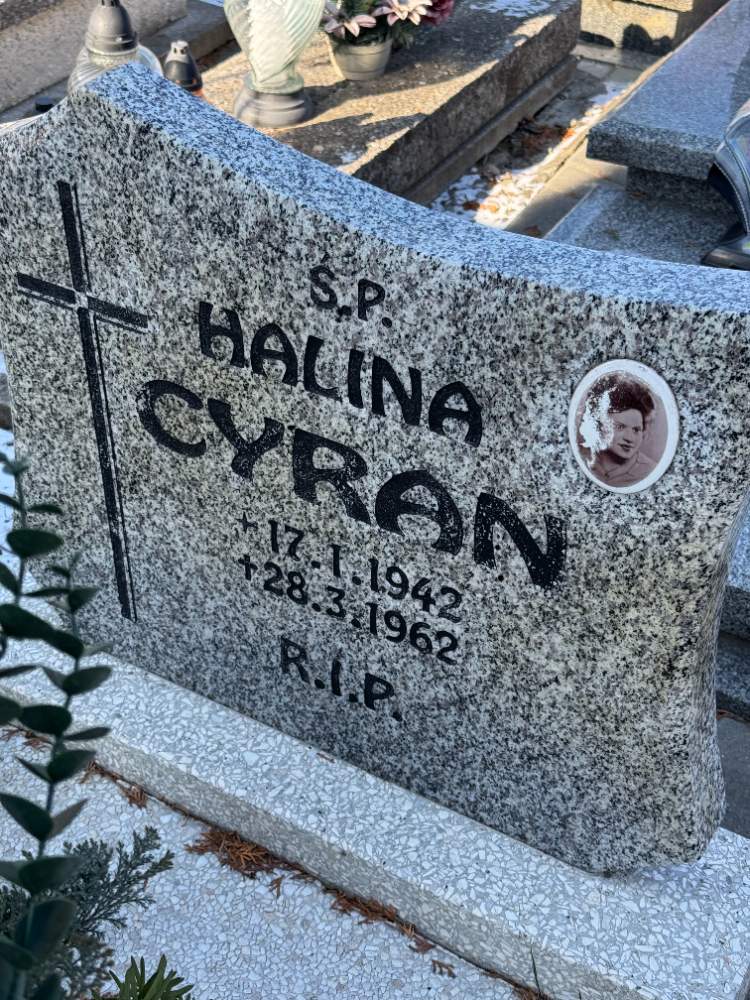 Ś.P.
HALINA
CYRAN
+ 17.1.1942
+ 28.3.1962
R.I.P.